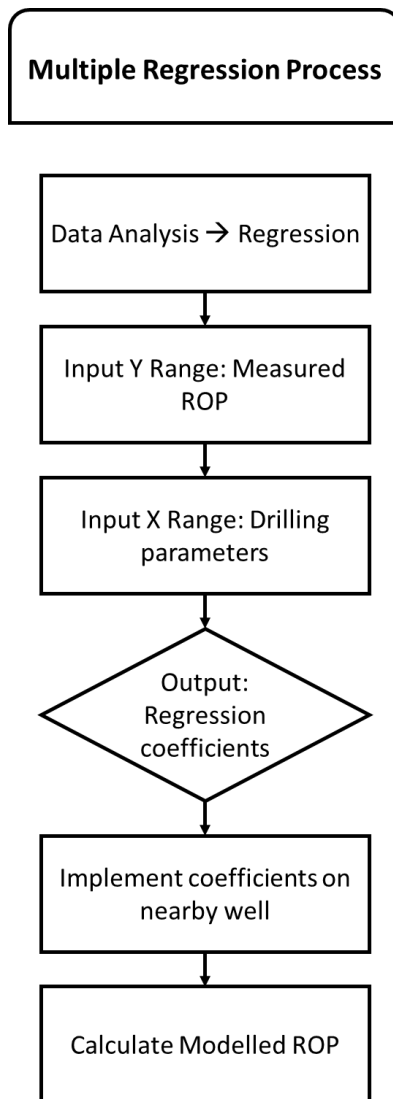 Multiple Regression Process
Data Analysis → Regression
Input Y Range: Measured
ROP
Input X Range: Drilling
parameters
Output:
Regression
coefficients
Implement coefficients on
nearby well
Calculate Modelled ROP